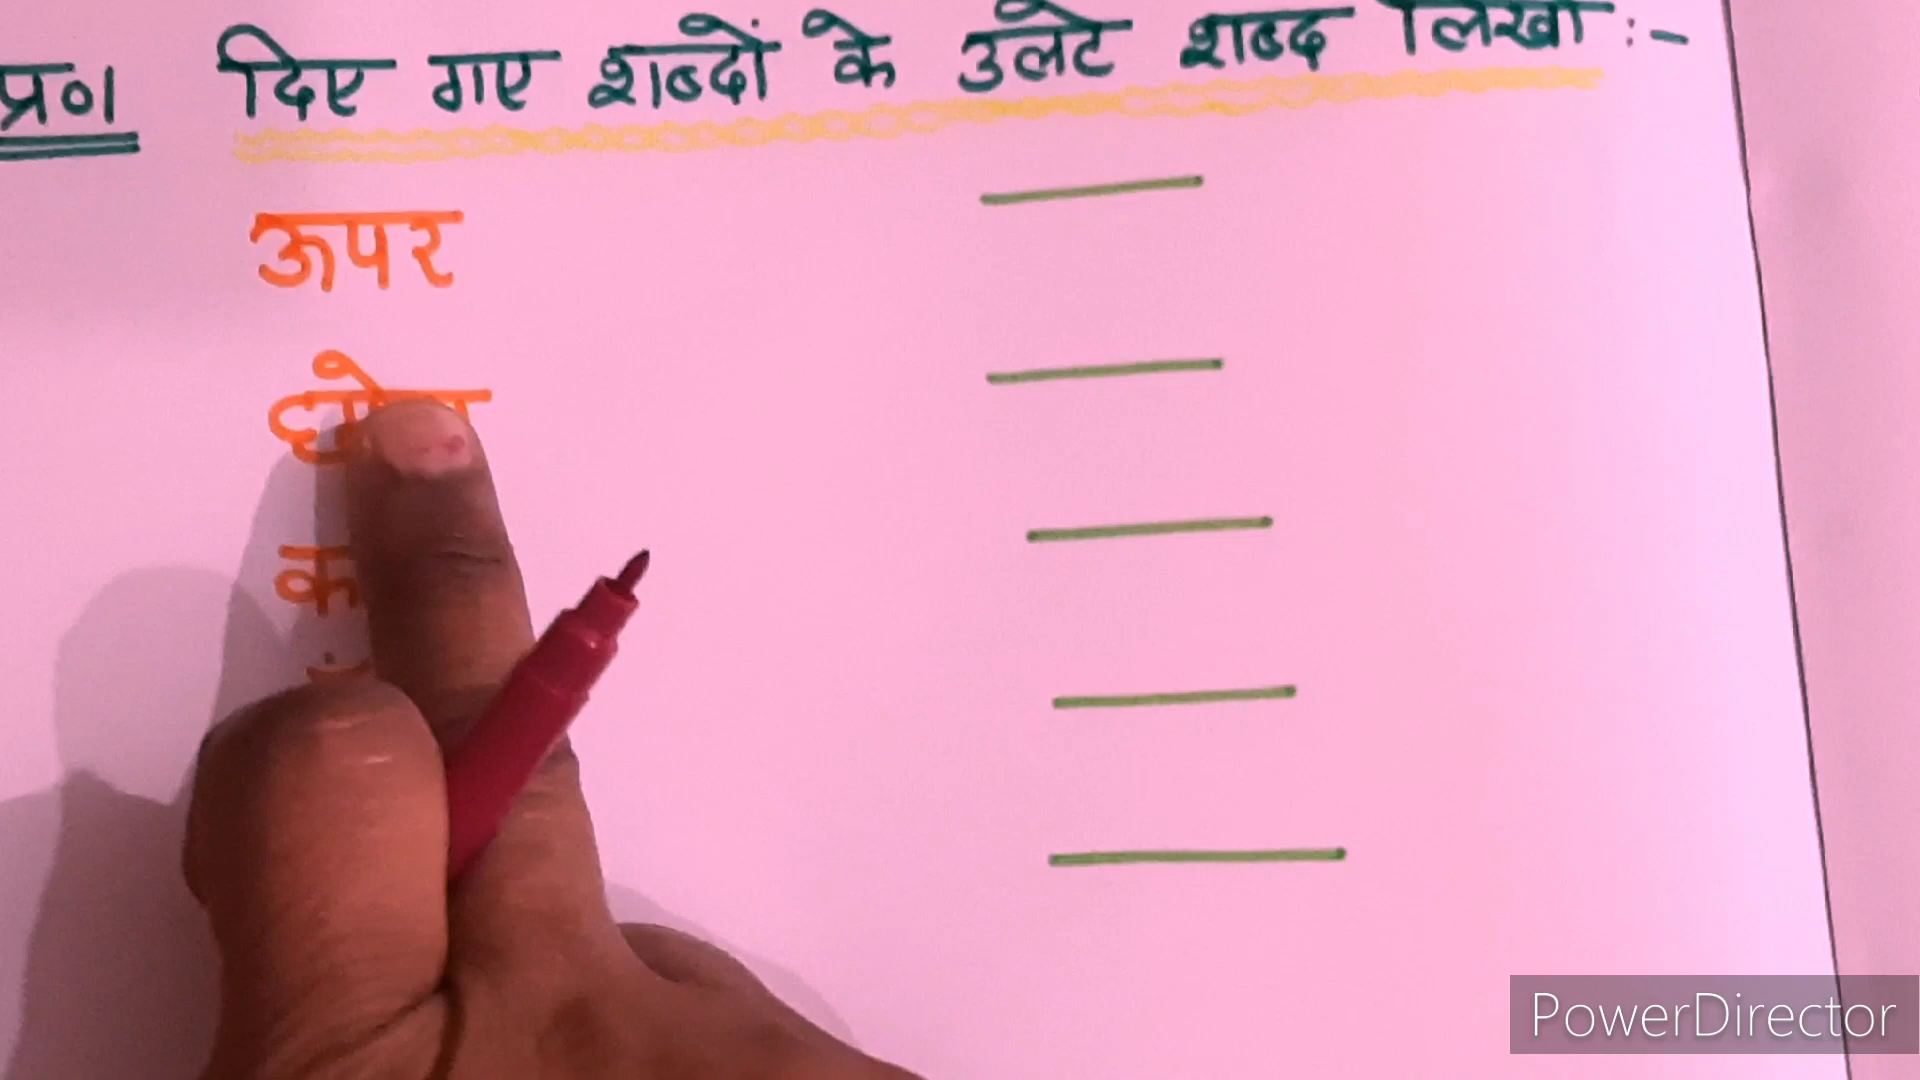 प्र०1 दिए गए शब्दों के उलटे शब्द लिखो :-
ऊपर
PowerDirector